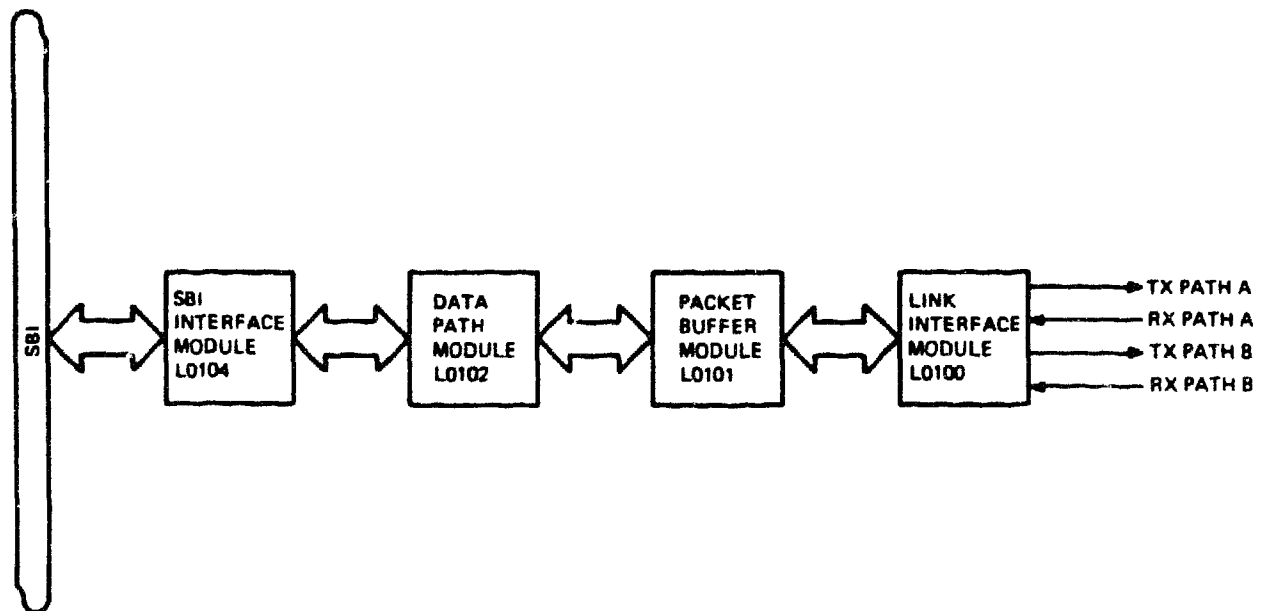 SBI
SBI
INTERFACE
MODULE
L0104
DATA
PATH
MODULE
L0102
PACKET
BUFFER
MODULE
L0101
LINK
INTERFACE
MODULE
L0100
TX PATH A
RX PATH A
TX PATH B
RX PATH B